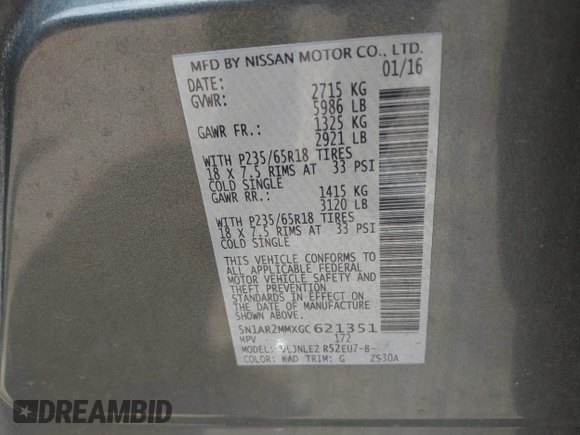 MFD BY NISSAN MOTOR CO., LTD.
DATE: 01/16
GVWR: 2715 KG
5986 LB
GAWR FR.: 1325 KG
2921 LB
WITH P235/65R18 TIRES
18 X 7.5 RIMS AT 33 PSI
COLD SINGLE
GAWR RR.: 1415 KG
3120 LB
WITH P235/65R18 TIRES
18 X 7.5 RIMS AT 33 PSI
COLD SINGLE
THIS VEHICLE CONFORMS TO
ALL APPLICABLE FEDERAL
MOTOR VEHICLE SAFETY AND
THEFT PREVENTION
STANDARDS IN EFFECT ON
THE DATE OF MANUFACTURE
SHOWN ABOVE.
5N1AR2MMXGC621351
MPV 172
MODEL: R52EU7-B-
COLOR: KAD TRIM: G ZS30A